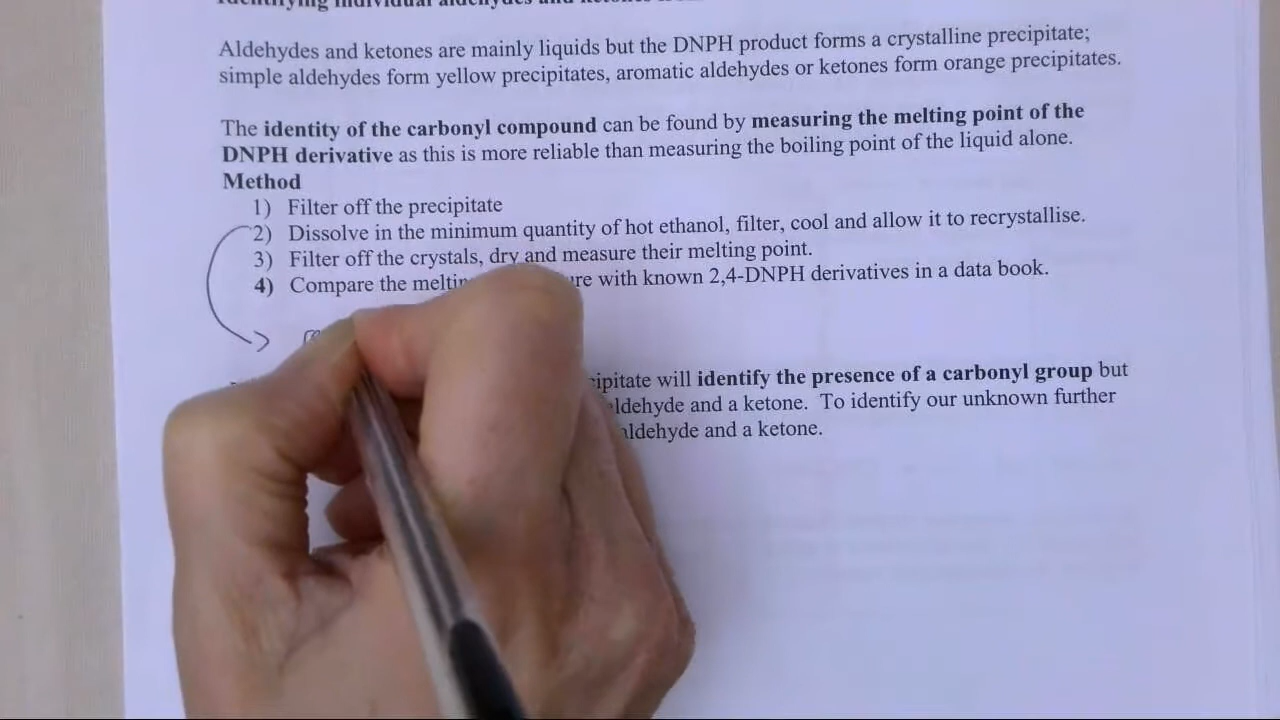 Identifying individual aldehydes and ketones
Aldehydes and ketones are mainly liquids but the DNPH product forms a crystalline precipitate;
simple aldehydes form yellow precipitates, aromatic aldehydes or ketones form orange precipitates.
The identity of the carbonyl compound can be found by measuring the melting point of the
DNPH derivative as this is more reliable than measuring the boiling point of the liquid alone.
Method
1) Filter off the precipitate
2) Dissolve in the minimum quantity of hot ethanol, filter, cool and allow it to recrystallise.
3) Filter off the crystals, dry and measure their melting point.
4) Compare the with known 2,4-DNPH derivatives in a data book.
will identify the presence of a carbonyl group but
and a ketone. To identify our unknown further
aldehyde and a ketone.